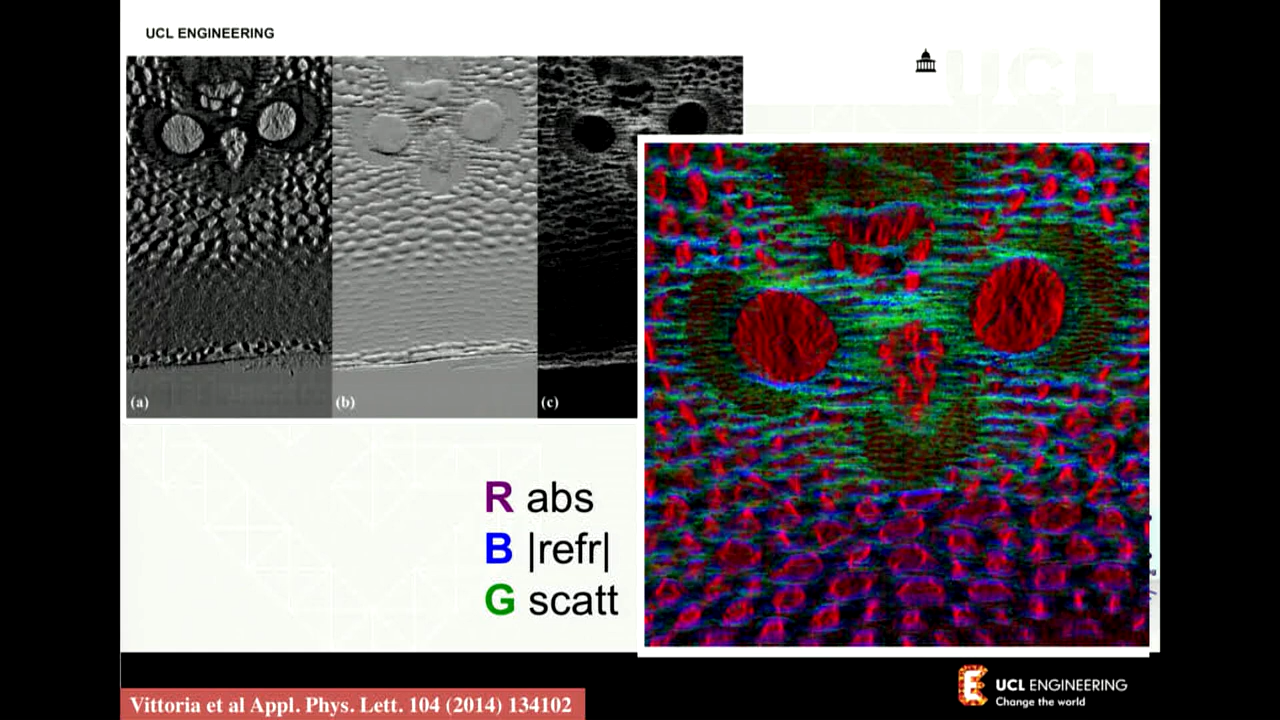 UCL ENGINEERING
UCL
(a)
(b)
(c)
R abs
B |refr|
G scatt
Vittoria et al Appl. Phys. Lett. 104 (2014) 134102
UCL ENGINEERING
Change the world